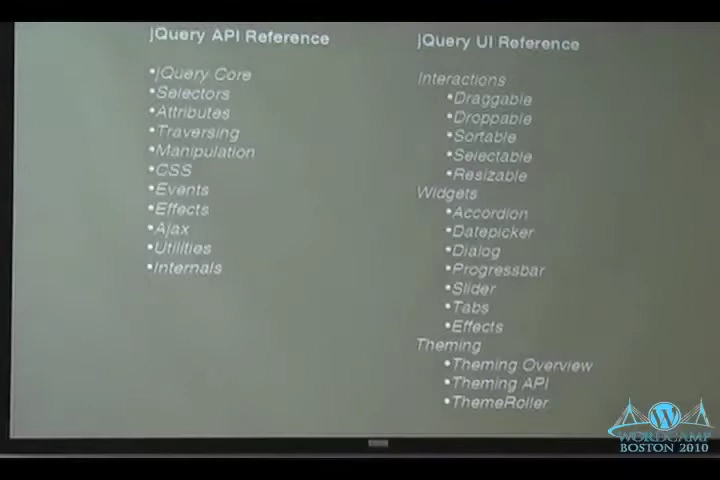 jQuery API Reference
•jQuery Core
•Selectors
•Attributes
•Traversing
•Manipulation
•CSS
•Events
•Effects
•Ajax
•Utilities
•Internals
jQuery UI Reference
Interactions
•Draggable
•Droppable
•Sortable
•Selectable
•Resizable
Widgets
•Accordion
•Datepicker
•Dialog
•Progressbar
•Slider
•Tabs
•Effects
Theming
•Theming Overview
•Theming API
•ThemeRoller
WORDCAMP
BOSTON 2010